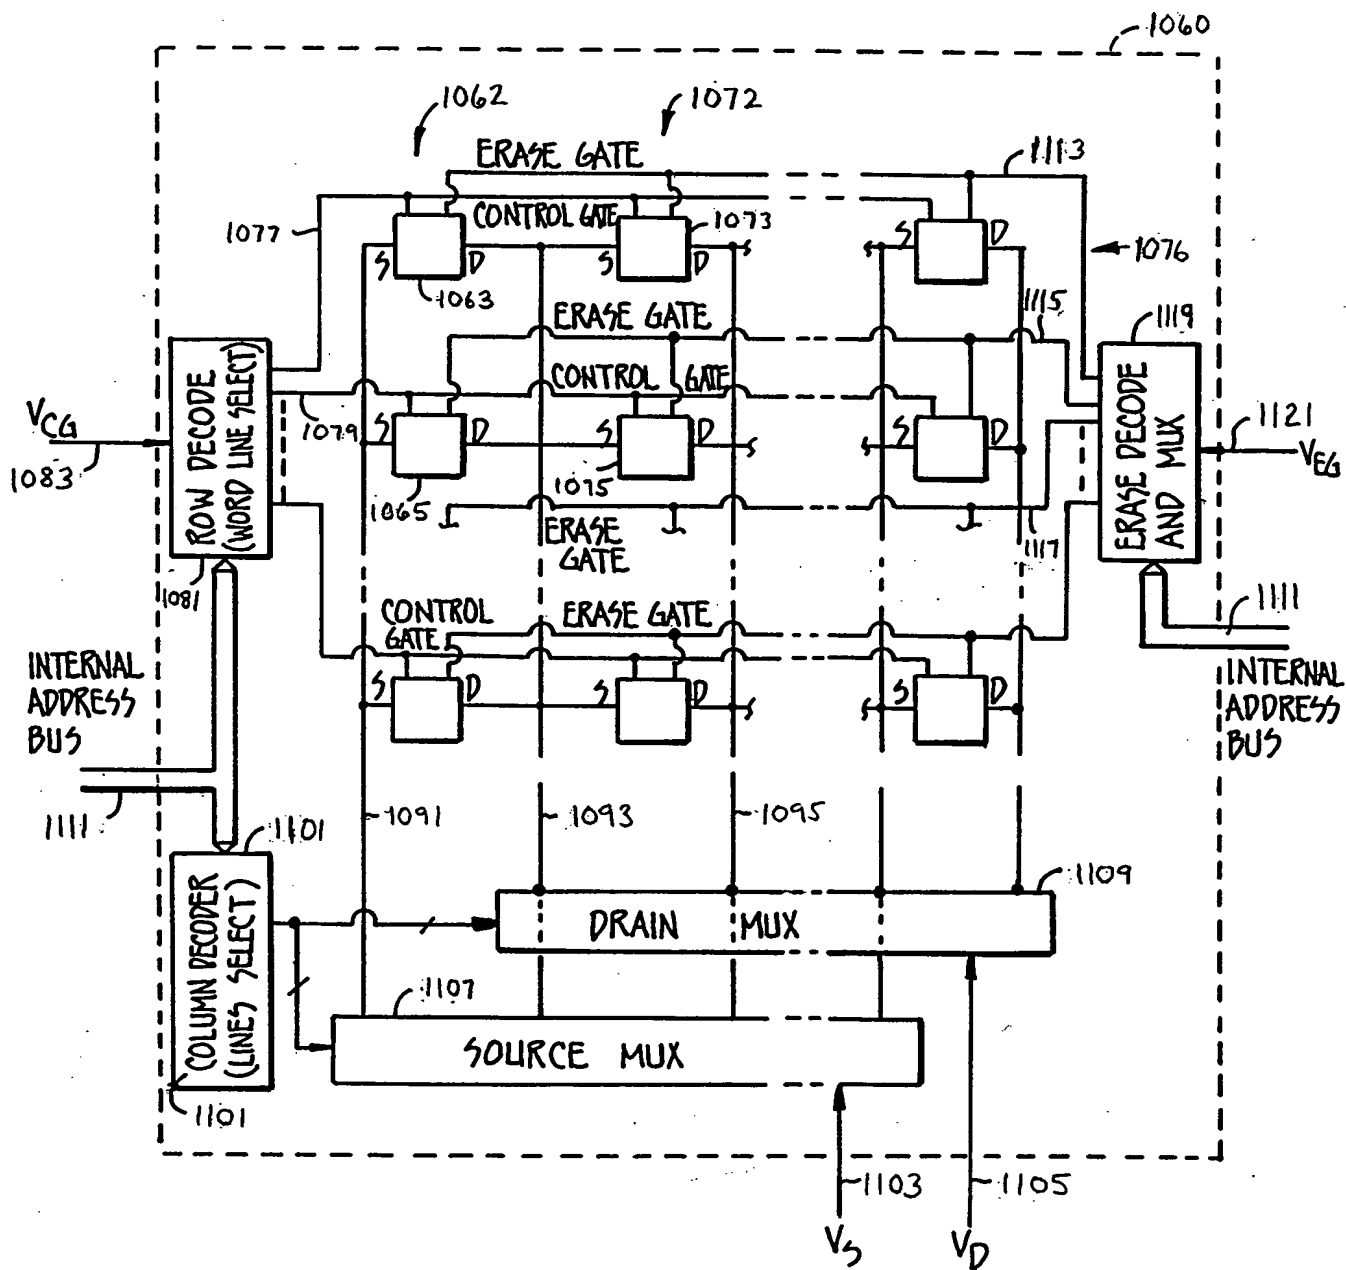 1060
1062
1072
ERASE GATE
1113
1077
CONTROL GATE
1073
S
D
S
D
S
D
1076
1063
ERASE GATE
1115
1119
ROW DECODE
(WORD LINE SELECT)
CONTROL GATE
ERASE DECODE
AND MUX
VCG
1083
1079
S
D
S
D
S
D
1121
VEG
1065
1075
ERASE
GATE
1117
1081
CONTROL
GATE
ERASE GATE
1111
INTERNAL
ADDRESS
BUS
S
D
S
D
S
D
INTERNAL
ADDRESS
BUS
1111
1091
1093
1095
1101
1109
COLUMN DECODER
(LINES SELECT)
DRAIN MUX
1107
SOURCE MUX
1101
1103
1105
VS
VD